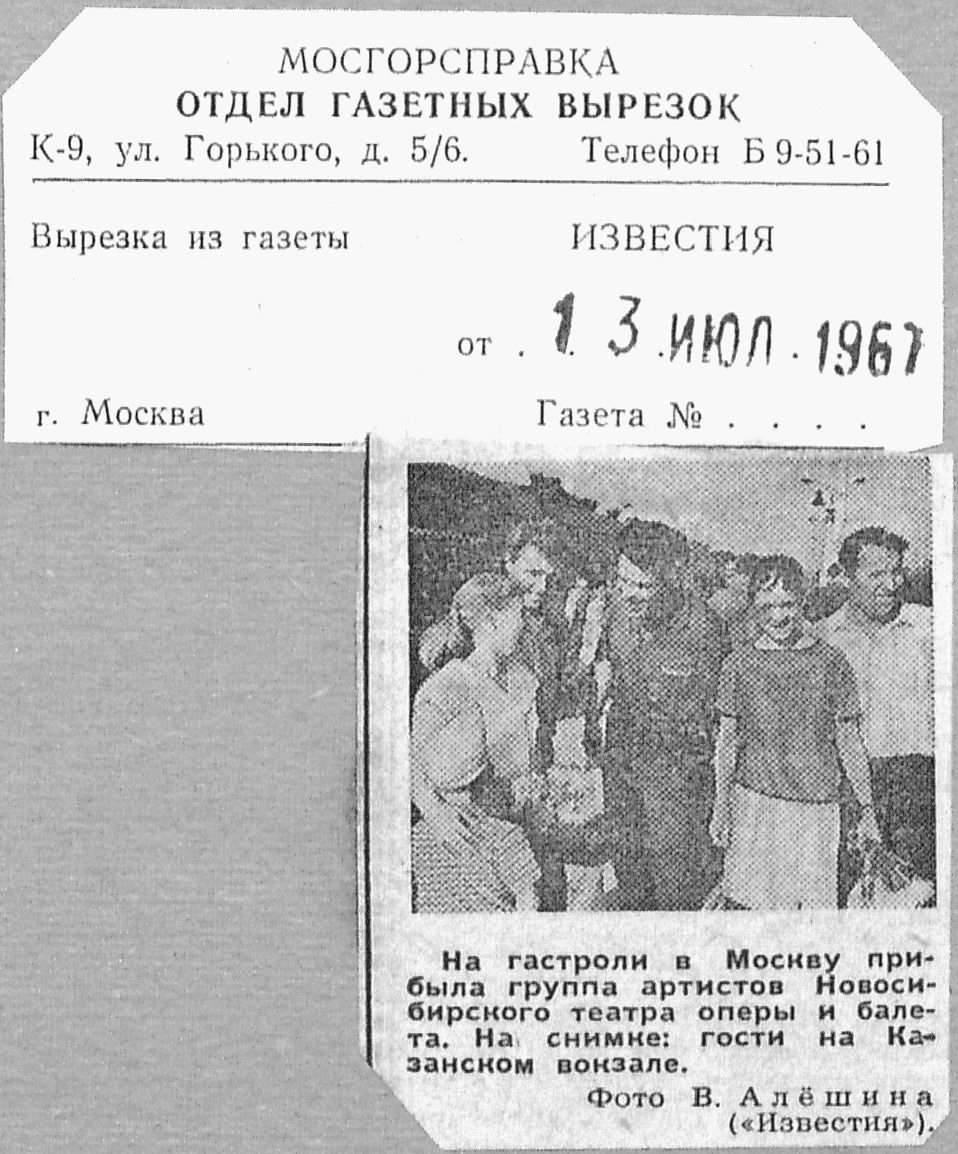 МОСГОРСПРАВКА
ОТДЕЛ ГАЗЕТНЫХ ВЫРЕЗОК
К-9, ул. Горького, д. 5/6. Телефон Б 9-51-61
Вырезка из газеты ИЗВЕСТИЯ
от . 13 . ИЮЛ . 1967
г. Москва Газета № . . . .
На гастроли в Москву при-
была группа артистов Новоси-
бирского театра оперы и бале-
та. На снимке: гости на Ка-
занском вокзале.
Фото В. Алёшина
(«Известия»).